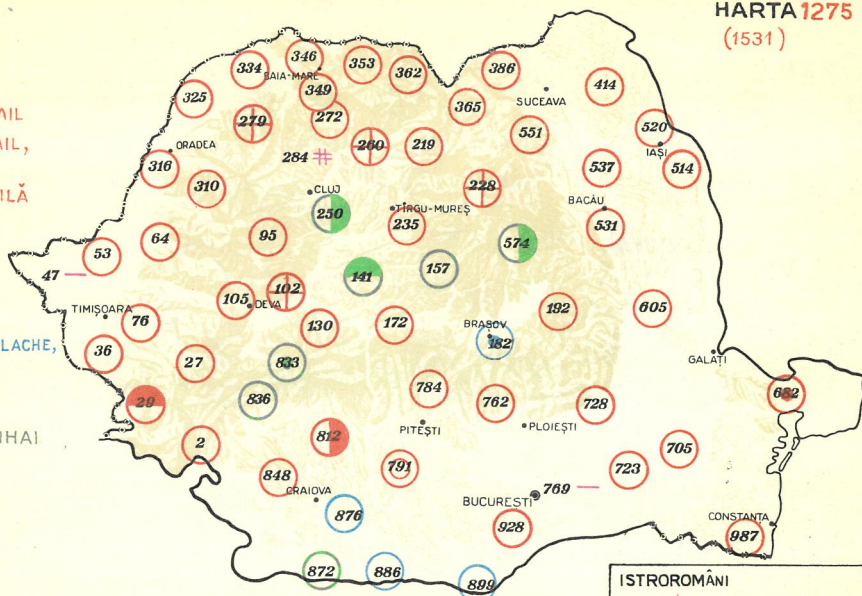 HARTA 1275
(1531)
346
334
353
362
386
BAIA-MARE
349
414
325
365
SUCEAVA
AIL
279
272
551
520
AIL,
ORADEA
284
260
219
IAȘI
316
537
514
ILĂ
310
CLUJ
228
BACĂU
250
TÎRGU-MUREȘ
235
531
64
95
574
53
47
141
157
102
105
DEVA
192
605
TIMIȘOARA
76
130
172
BRAȘOV
182
LACHE,
36
27
833
GALAȚI
784
682
29
836
762
728
IHAI
812
PITEȘTI
PLOIEȘTI
2
705
791
723
848
CRAIOVA
769
BUCUREȘTI
876
CONSTANȚA
928
987
872
886
899
ISTROROMÂNI